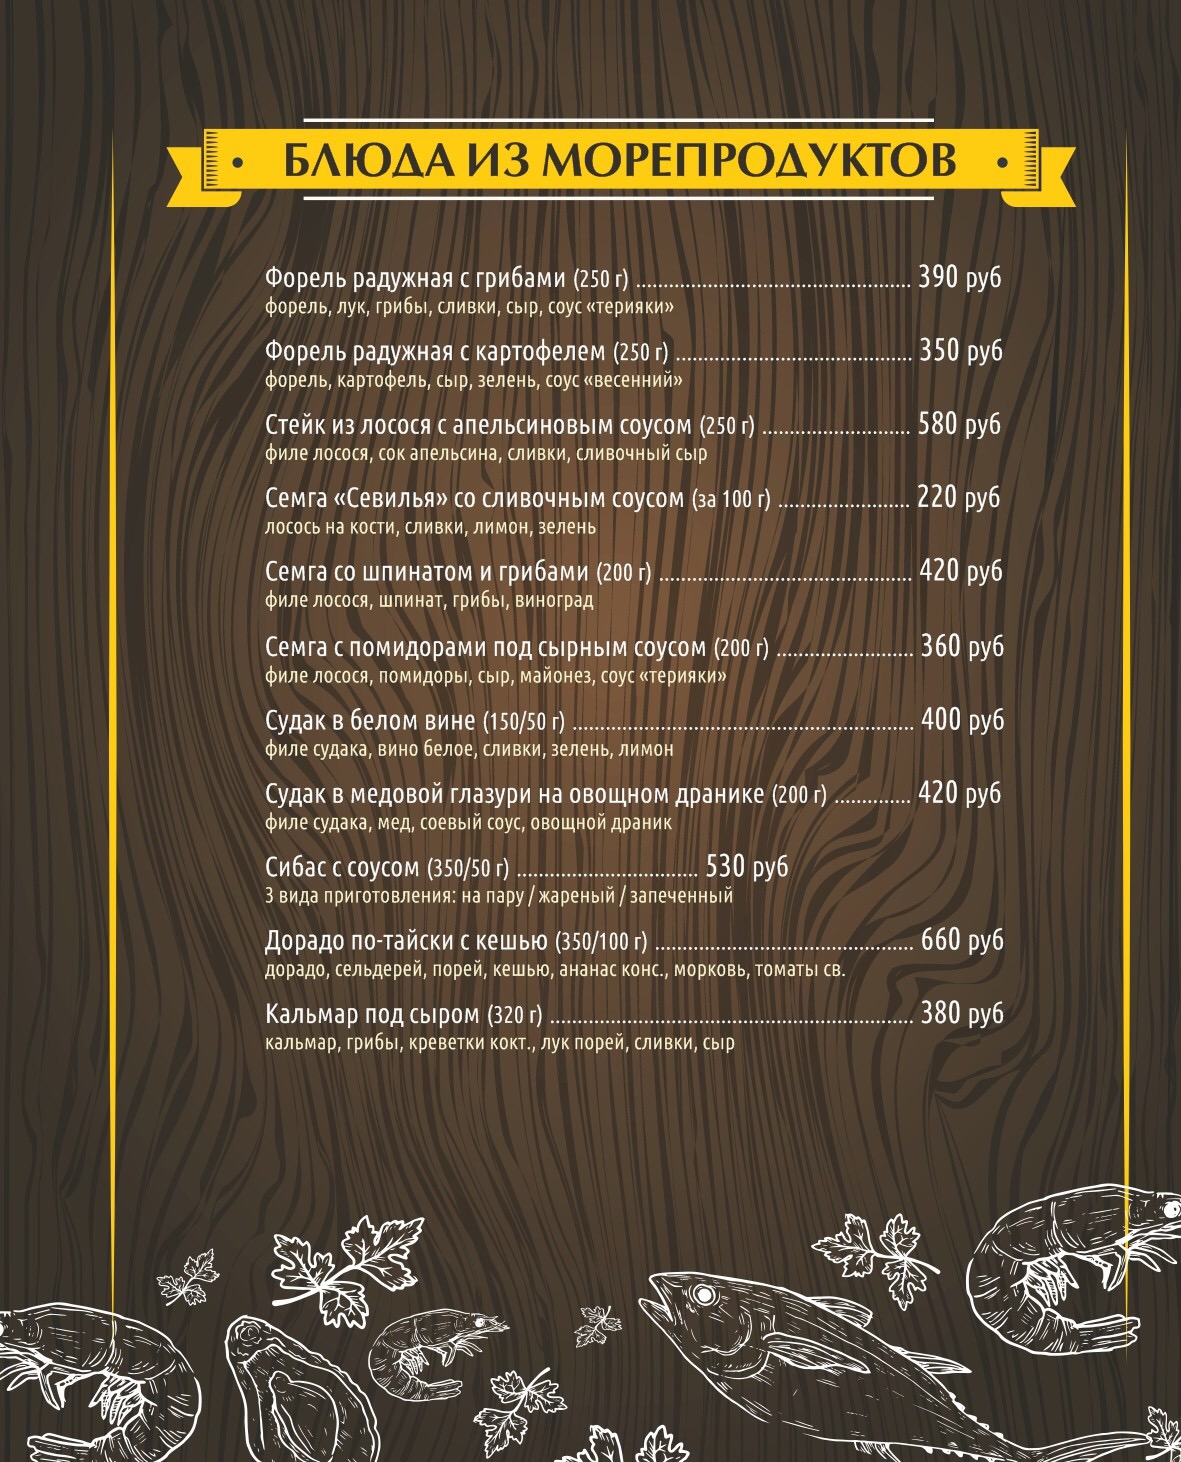 БЛЮДА ИЗ МОРЕПРОДУКТОВ
Форель радужная с грибами (250 г) ............................................... 390 руб
форель, лук, грибы, сливки, сыр, соус «терияки»
Форель радужная с картофелем (250 г) ........................................ 350 руб
форель, картофель, сыр, зелень, соус «весенний»
Стейк из лосося с апельсиновым соусом (250 г) ......................... 580 руб
филе лосося, сок апельсина, сливки, сливочный сыр
Семга «Севилья» со сливочным соусом (за 100 г) ...................... 220 руб
лосось на кости, сливки, лимон, зелень
Семга со шпинатом и грибами (200 г) ........................................... 420 руб
филе лосося, шпинат, грибы, виноград
Семга с помидорами под сырным соусом (200 г) ....................... 360 руб
филе лосося, помидоры, сыр, майонез, соус «терияки»
Судак в белом вине (150/50 г) .......................................................... 400 руб
филе судака, вино белое, сливки, зелень, лимон
Судак в медовой глазури на овощном дранике (200 г) ............. 420 руб
филе судака, мед, соевый соус, овощной драник
Сибас с соусом (350/50 г) ............................... 530 руб
3 вида приготовления: на пару / жареный / запеченный
Дорадо по-тайски с кешью (350/100 г) ............................................ 660 руб
дорадо, сельдерей, порей, кешью, ананас конс., морковь, томаты св.
Кальмар под сыром (320 г) .............................................................. 380 руб
кальмар, грибы, креветки кокт., лук порей, сливки, сыр